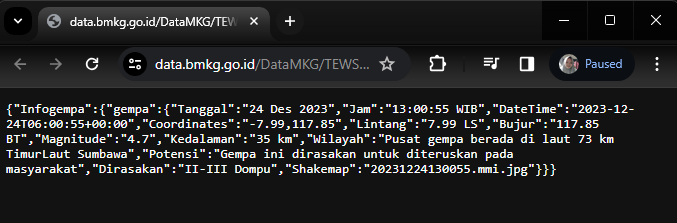 data.bmkg.go.id/DataMKG/TEWS/
data.bmkg.go.id/DataMKG/TEWS...
Paused
{"Infogempa":{"gempa":{"Tanggal":"24 Des 2023","Jam":"13:00:55 WIB","DateTime":"2023-12-
24T06:00:55+00:00","Coordinates":"-7.99,117.85","Lintang":"7.99 LS","Bujur":"117.85
BT","Magnitude":"4.7","Kedalaman":"35 km","Wilayah":"Pusat gempa berada di laut 73 km
TimurLaut Sumbawa","Potensi":"Gempa ini dirasakan untuk diteruskan pada
masyarakat","Dirasakan":"II-III Dompu","Shakemap":"20231224130055.mmi.jpg"}}}